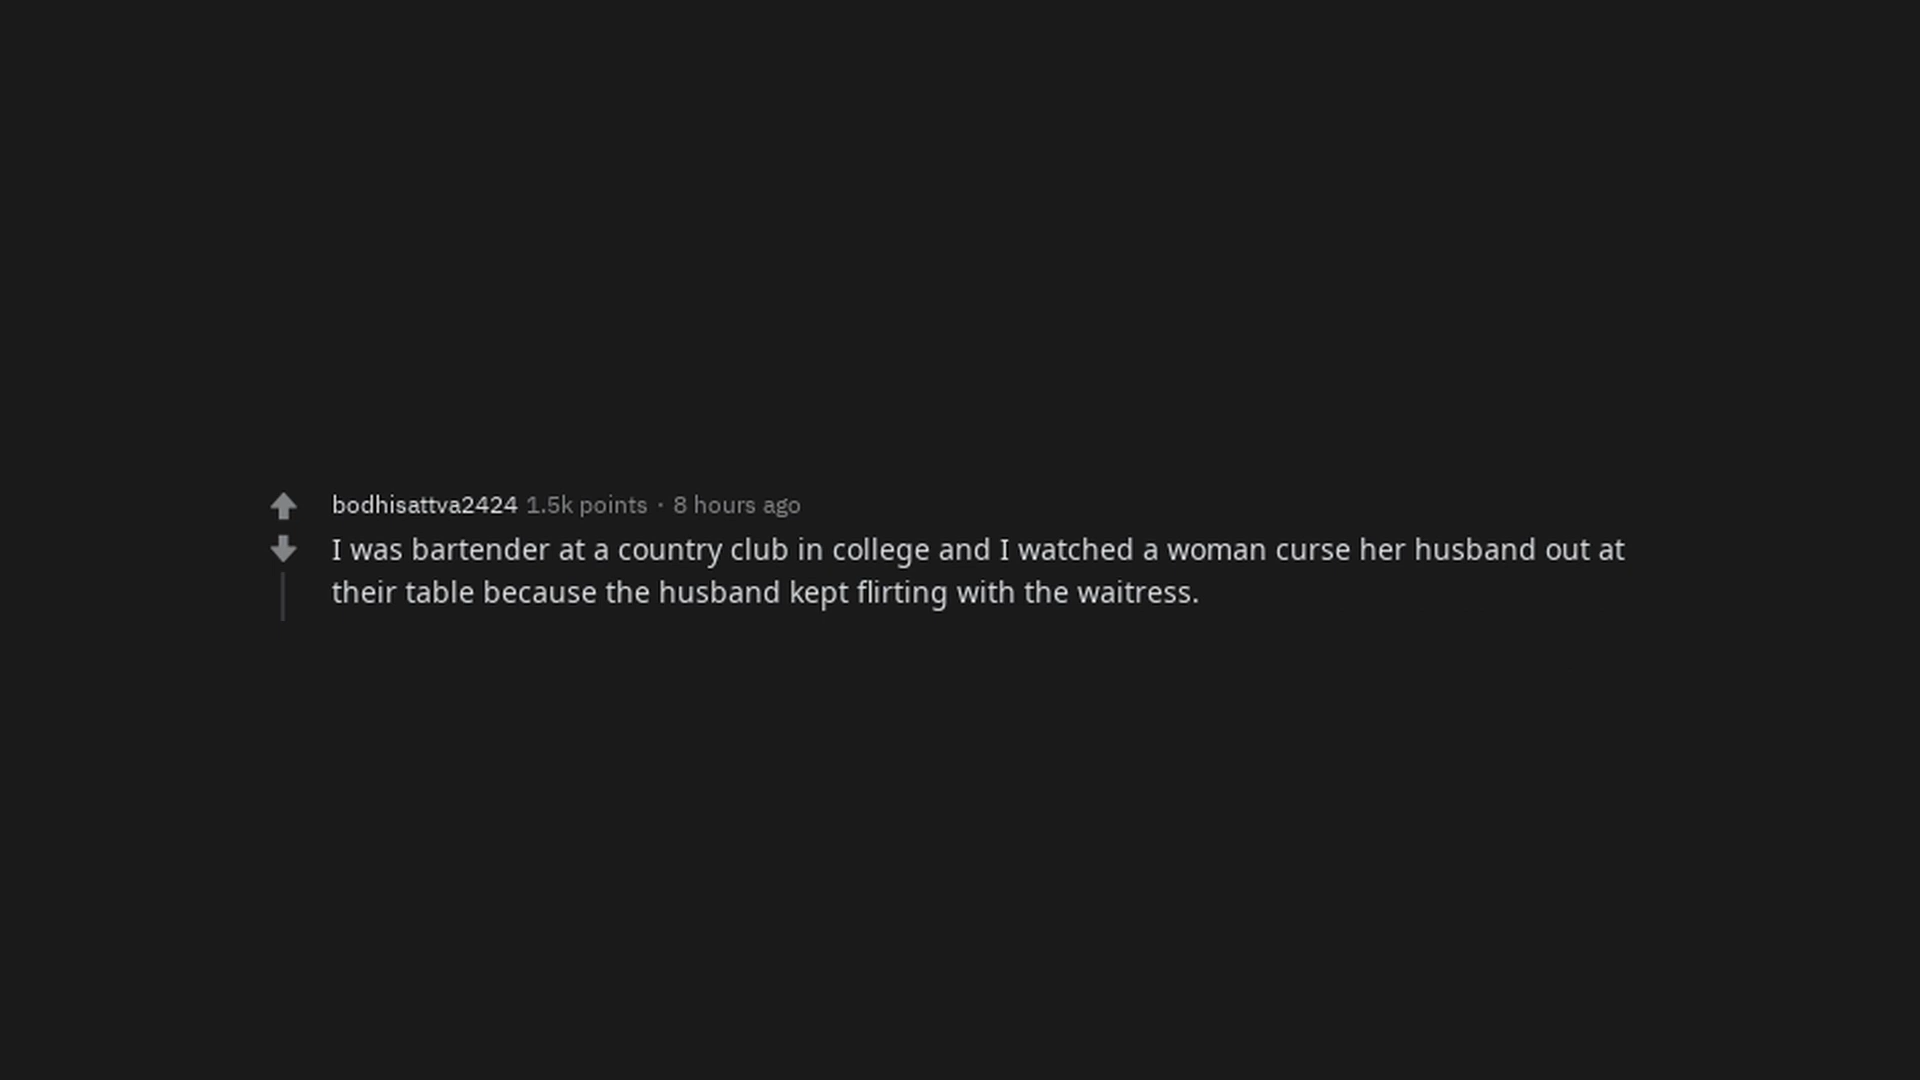 bodhisattva2424 1.5k points · 8 hours ago
I was bartender at a country club in college and I watched a woman curse her husband out at
their table because the husband kept flirting with the waitress.